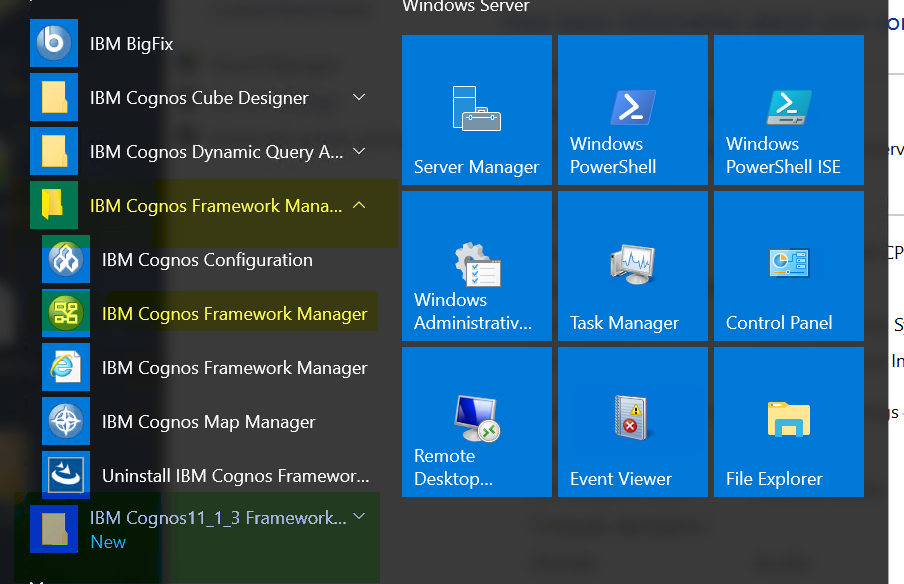 Windows Server
IBM BigFix
IBM Cognos Cube Designer
IBM Cognos Dynamic Query A...
IBM Cognos Framework Mana...
IBM Cognos Configuration
IBM Cognos Framework Manager
IBM Cognos Framework Manager
IBM Cognos Map Manager
Uninstall IBM Cognos Framewor...
IBM Cognos11_1_3 Framework...
New
Server Manager
Windows
PowerShell
Windows
PowerShell ISE
Windows
Administrativ...
Task Manager
Control Panel
Remote
Desktop...
Event Viewer
File Explorer